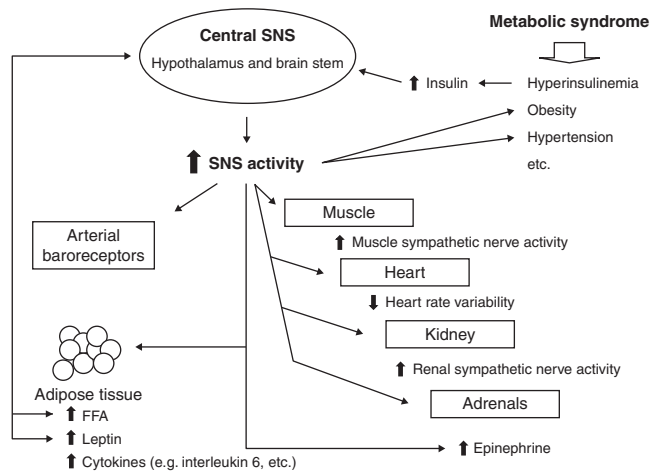 Central SNS
Hypothalamus and brain stem
Metabolic syndrome
Insulin
Hyperinsulinemia
Obesity
Hypertension
etc.
SNS activity
Arterial
baroreceptors
Muscle
Muscle sympathetic nerve activity
Heart
Heart rate variability
Kidney
Renal sympathetic nerve activity
Adrenals
Adipose tissue
FFA
Leptin
Cytokines (e.g. interleukin 6, etc.)
Epinephrine